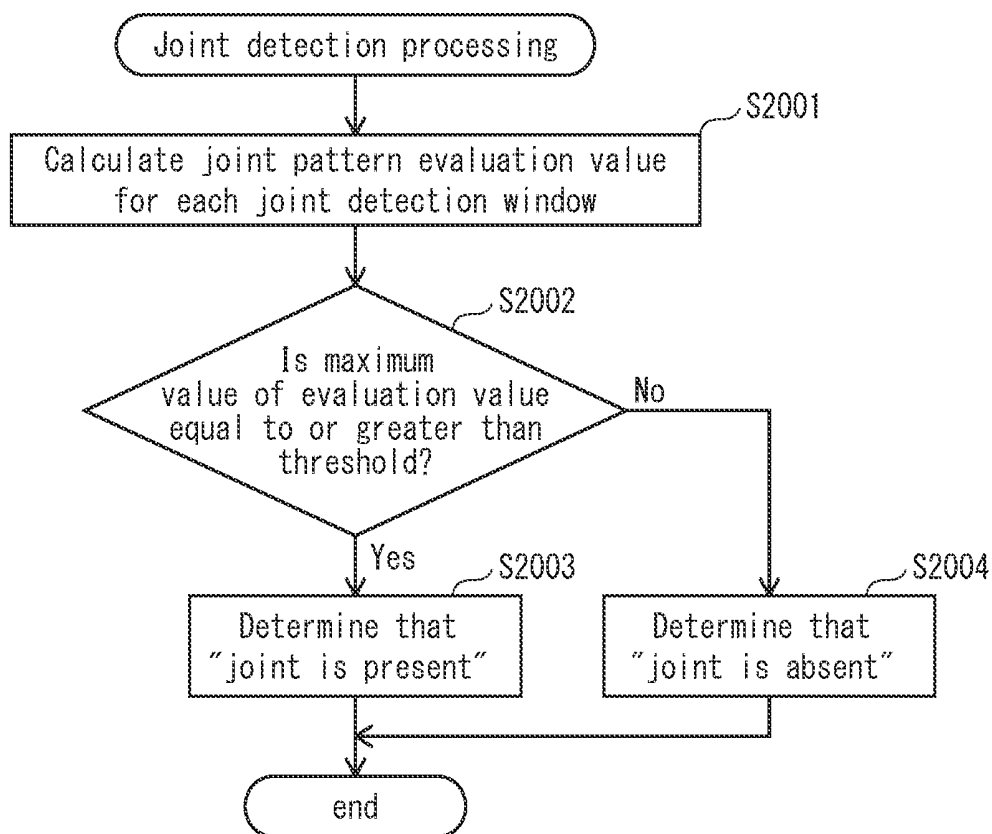 Joint detection processing
S2001
Calculate joint pattern evaluation value
for each joint detection window
S2002
Is maximum
value of evaluation value
equal to or greater than
threshold?
No
Yes
S2003
Determine that
"joint is present"
S2004
Determine that
"joint is absent"
end